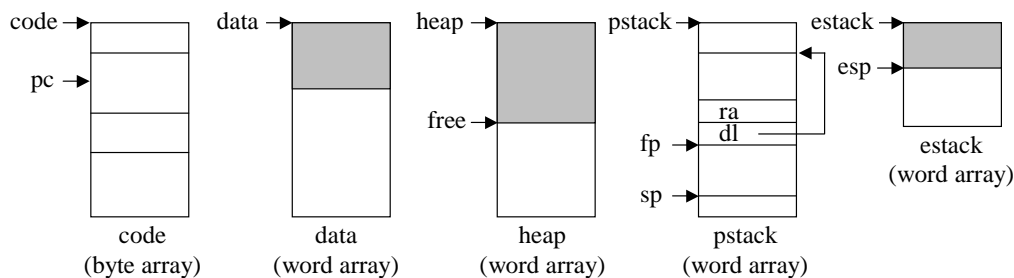 code
pc
code
(byte array)
data
data
(word array)
heap
free
heap
(word array)
pstack
ra
dl
fp
sp
pstack
(word array)
estack
esp
estack
(word array)